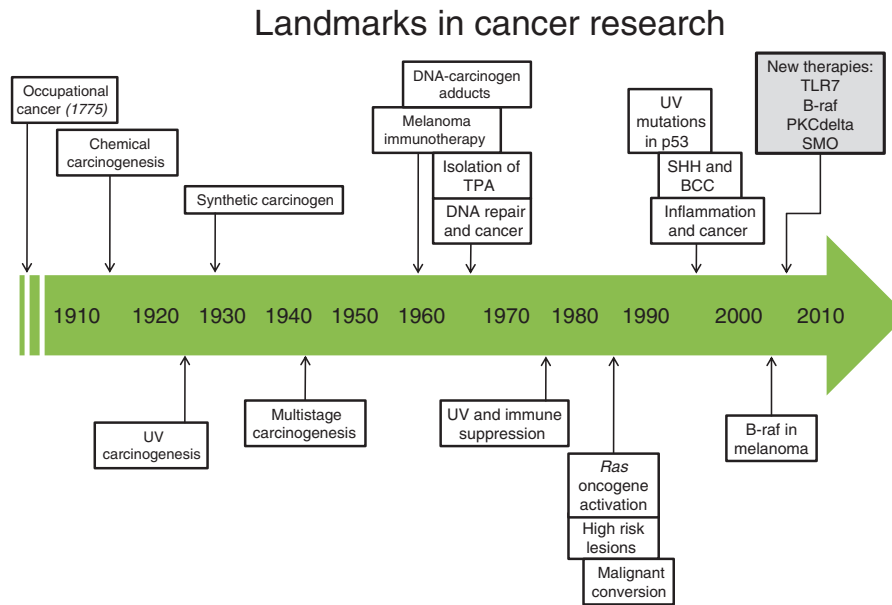 Landmarks in cancer research
Occupational
cancer (1775)
Chemical
carcinogenesis
Synthetic carcinogen
DNA-carcinogen
adducts
Melanoma
immunotherapy
Isolation of
TPA
DNA repair
and cancer
UV
mutations
in p53
SHH and
BCC
Inflammation
and cancer
New therapies:
TLR7
B-raf
PKCdelta
SMO
1910
1920
1930
1940
1950
1960
1970
1980
1990
2000
2010
UV
carcinogenesis
Multistage
carcinogenesis
UV and immune
suppression
Ras
oncogene
activation
High risk
lesions
Malignant
conversion
B-raf in
melanoma